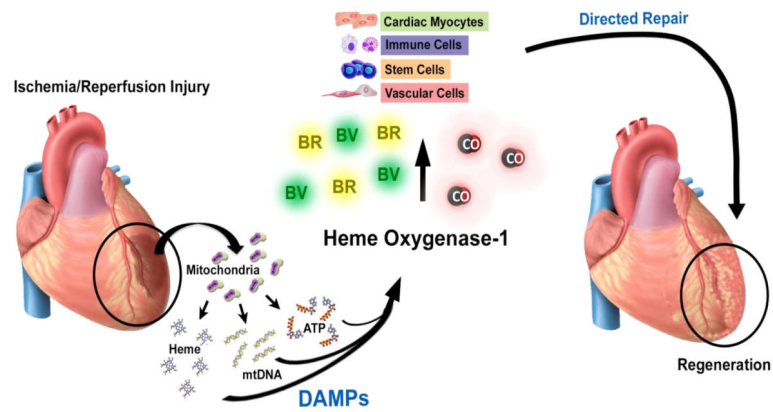 Cardiac Myocytes
Immune Cells
Stem Cells
Vascular Cells
Directed Repair
Ischemia/Reperfusion Injury
BR
BV
BR
BV
BR
BV
CO
CO
CO
Heme Oxygenase-1
Mitochondria
Heme
mtDNA
ATP
DAMPs
Regeneration